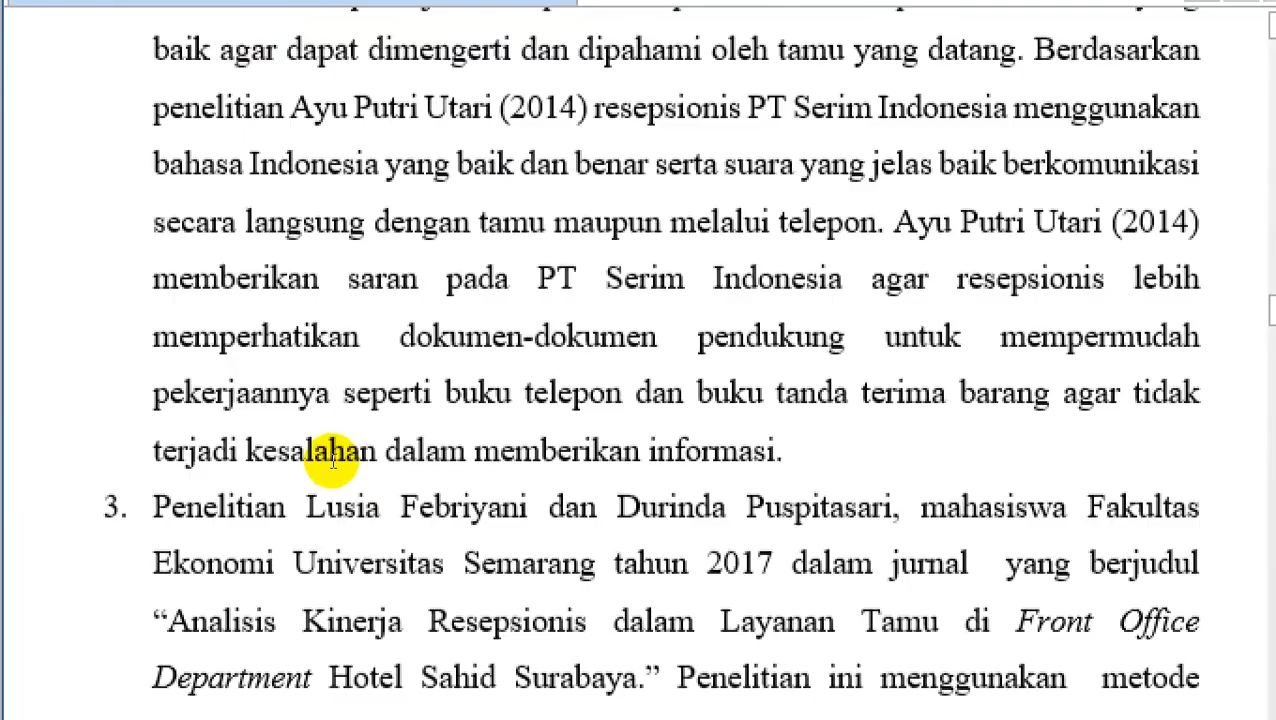 baik agar dapat dimengerti dan dipahami oleh tamu yang datang. Berdasarkan
penelitian Ayu Putri Utari (2014) resepsionis PT Serim Indonesia menggunakan
bahasa Indonesia yang baik dan benar serta suara yang jelas baik berkomunikasi
secara langsung dengan tamu maupun melalui telepon. Ayu Putri Utari (2014)
memberikan saran pada PT Serim Indonesia agar resepsionis lebih
memperhatikan dokumen-dokumen pendukung untuk mempermudah
pekerjaannya seperti buku telepon dan buku tanda terima barang agar tidak
terjadi kesalahan dalam memberikan informasi.
3. Penelitian Lusia Febriyani dan Durinda Puspitasari, mahasiswa Fakultas
Ekonomi Universitas Semarang tahun 2017 dalam jurnal yang berjudul
“Analisis Kinerja Resepsionis dalam Layanan Tamu di Front Office
Department Hotel Sahid Surabaya.” Penelitian ini menggunakan metode